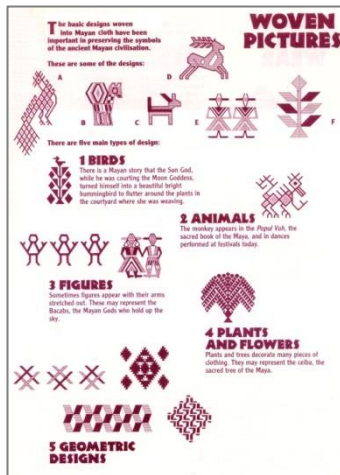 WOVEN
PICTURES
The basic designs woven
into Mayan cloth have been
important in preserving the symbols
of the ancient Mayan civilisation.
These are some of the designs:
A
D
B
C
E
F
There are five main types of design:
1 BIRDS
There is a Mayan story that the Sun God,
while he was courting the Moon Goddess,
turned himself into a beautiful bright
hummingbird to flutter around the plants in
the courtyard where she was weaving.
2 ANIMALS
The monkey appears in the Popul Voh, the
sacred book of the Maya, and in dances
performed at festivals today.
3 FIGURES
Sometimes figures appear with their arms
stretched out. These may represent the
Bacabs, the Mayan Gods who hold up the
sky.
4 PLANTS
AND FLOWERS
Plants and trees decorate many pieces of
clothing. They may represent the ceiba, the
sacred tree of the Maya.
5 GEOMETRIC
DESIGNS